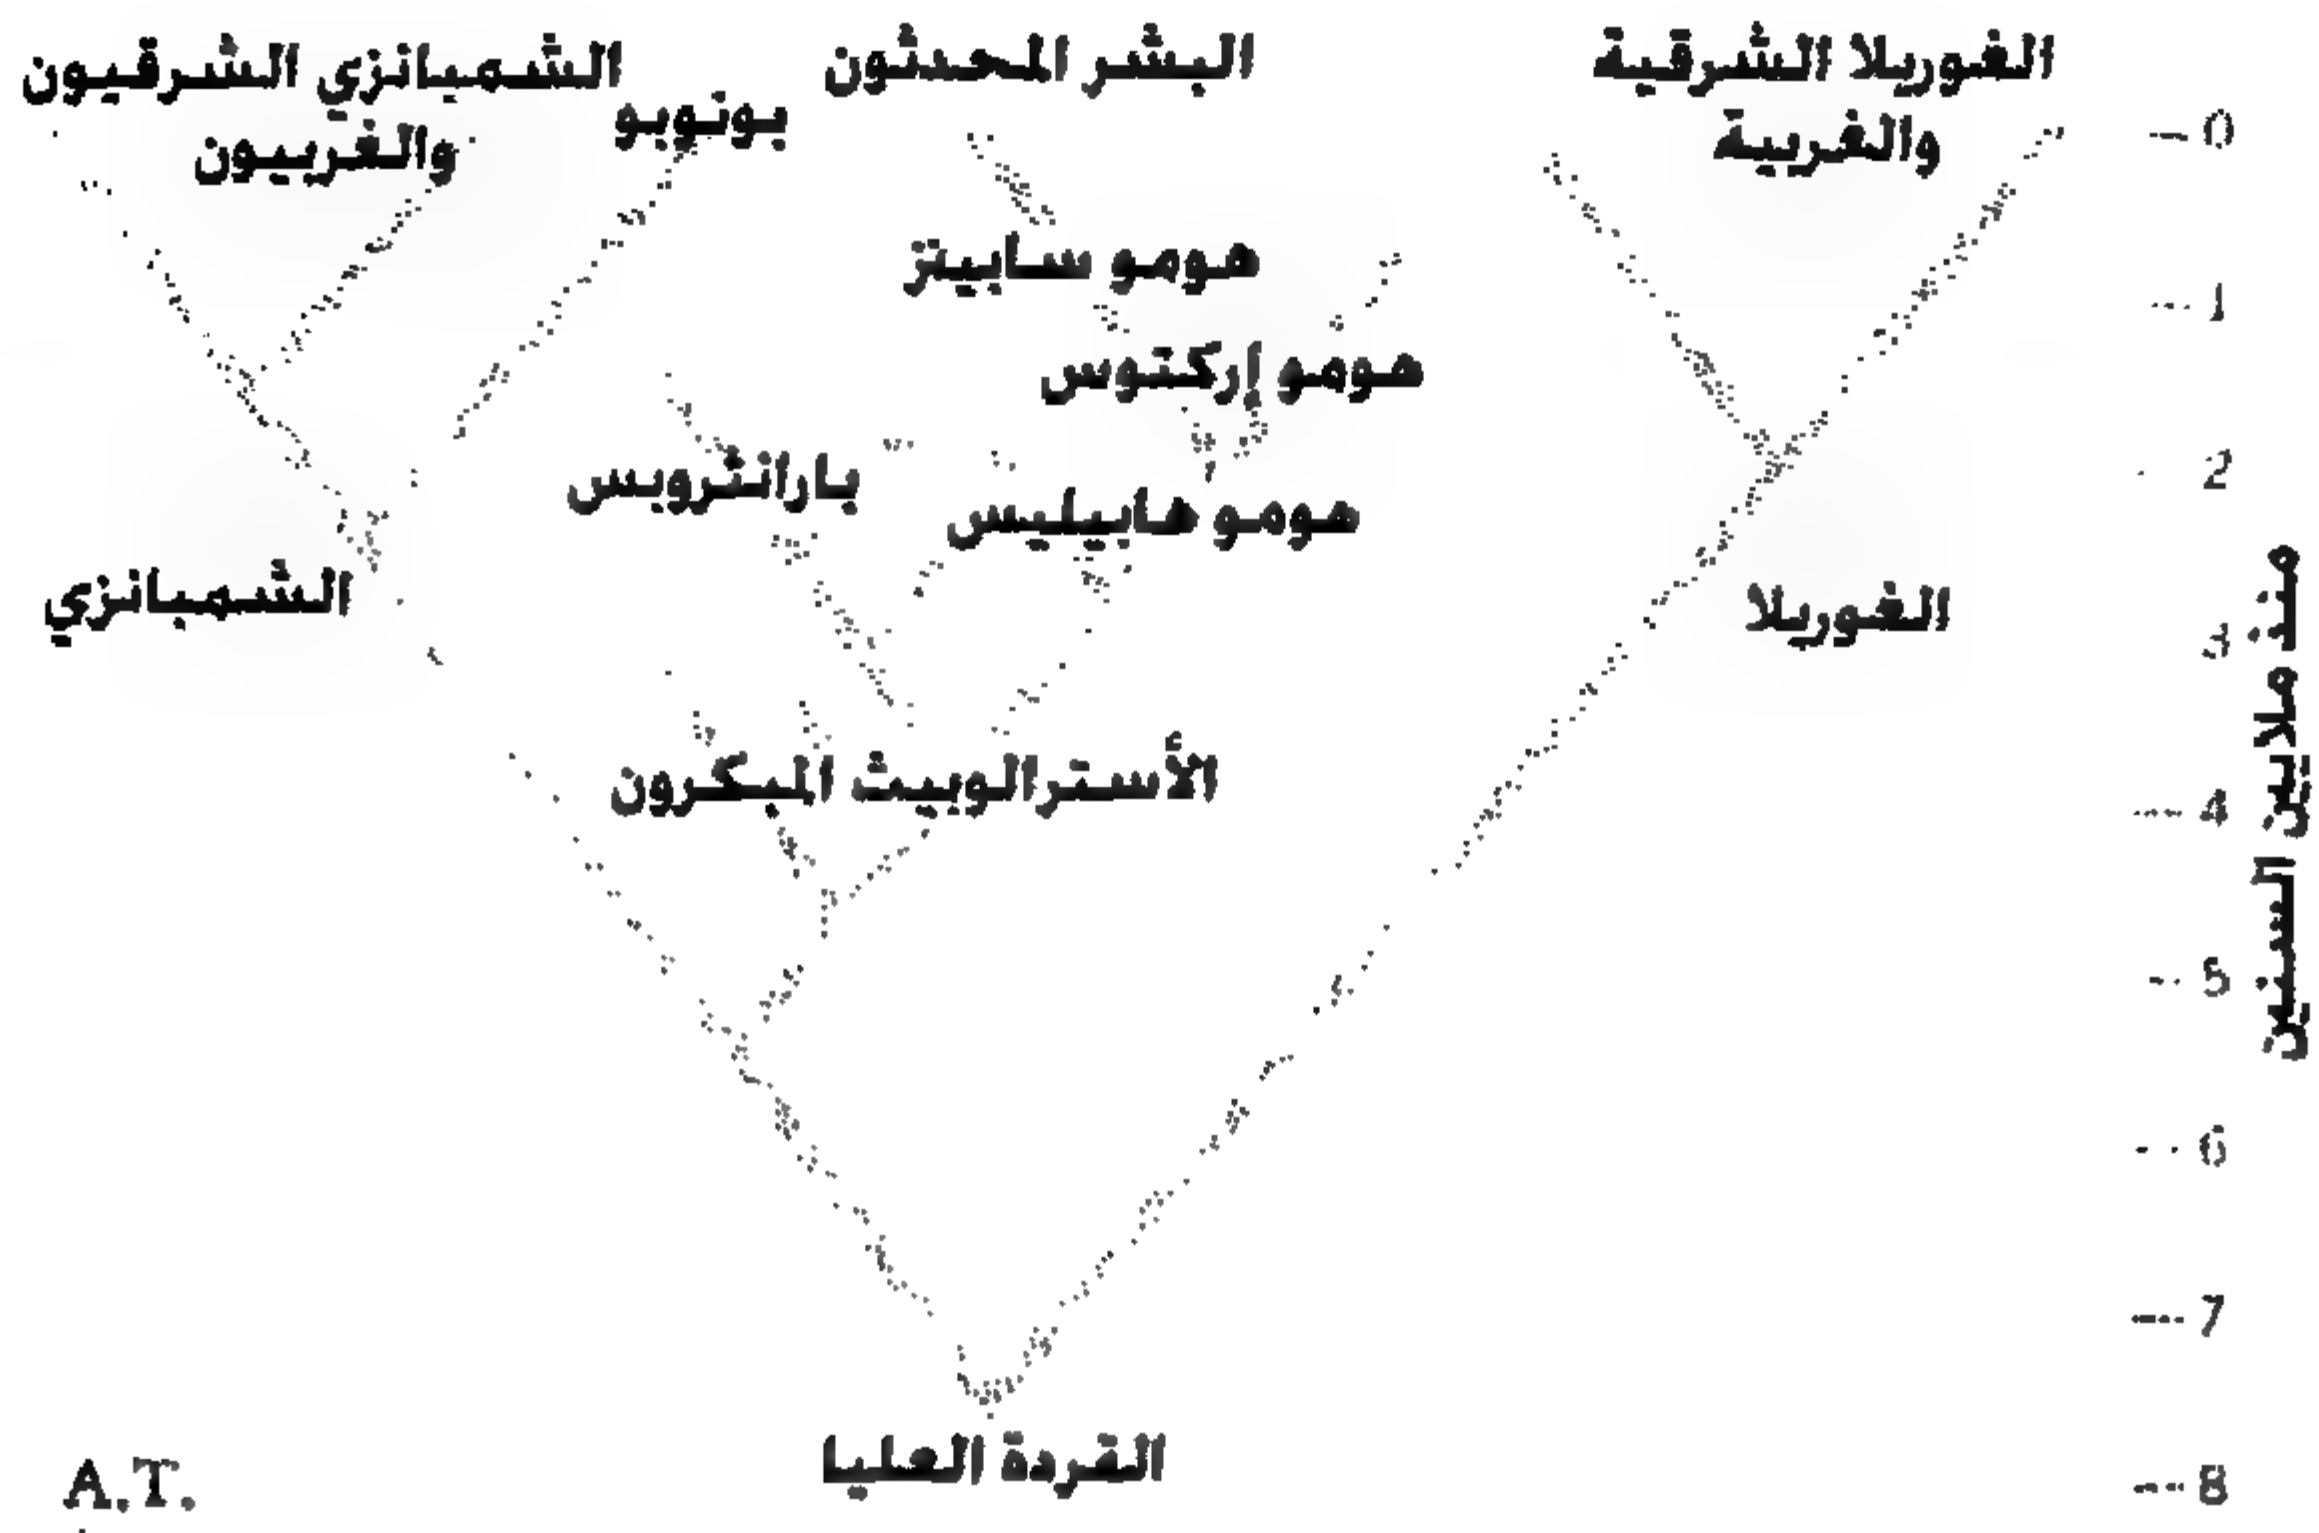 الغوريلا الشرقية
والغربية
البشر المحدثون
بونوبو
الشمبانزي الشرقيون
والغربيون
هومو سابينز
هومو إركتوس
بارانثروبس
هومو هابيليس
الشمبانزي
الغوريلا
الأسترالوبيث المبكرون
القردة العليا
0
1
2
3
4
5
6
7
8
منذ ملايين السنين
A.T.